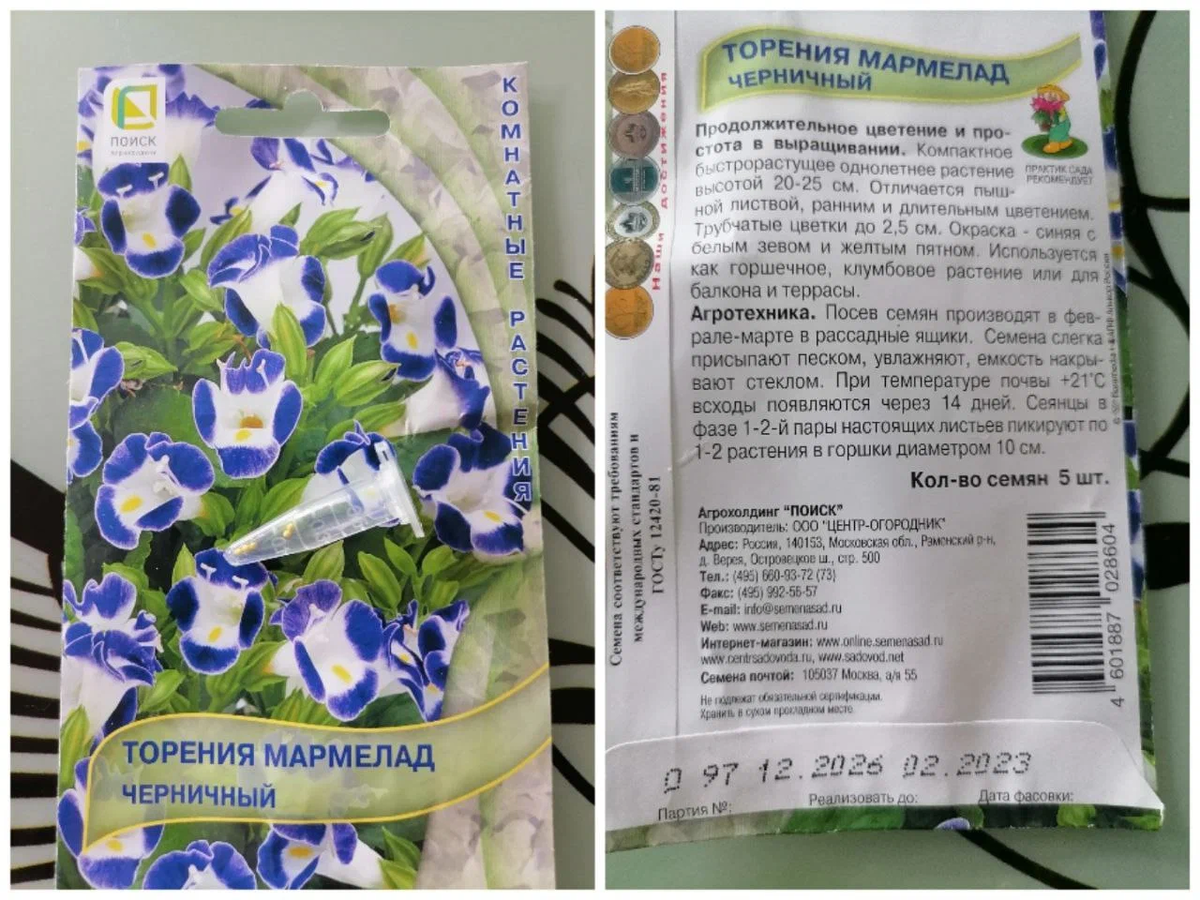 ПОИСК
КОМНАТНЫЕ РАСТЕНИЯ
ТОРЕНИЯ МАРМЕЛАД
ЧЕРНИЧНЫЙ
ТОРЕНИЯ МАРМЕЛАД
ЧЕРНИЧНЫЙ
Наши достижения
Продолжительное цветение и про-
стота в выращивании. Компактное
быстрорастущее однолетнее растение
высотой 20-25 см. Отличается пыш-
ной листвой, ранним и длительным цветением.
Трубчатые цветки до 2,5 см. Окраска - синяя с
белым зевом и желтым пятном. Используется
как горшечное, клумбовое растение или для
балкона и террасы.
ПРАКТИК САДА
РЕКОМЕНДУЕТ
Агротехника. Посев семян производят в фев-
рале-марте в рассадные ящики. Семена слегка
присыпают песком, увлажняют, емкость накры-
вают стеклом. При температуре почвы +21°С
всходы появляются через 14 дней. Сеянцы в
фазе 1-2-й пары настоящих листьев пикируют по
1-2 растения в горшки диаметром 10 см.
Кол-во семян 5 шт.
Семена соответствуют требованиям
международных стандартов и
ГОСТу 12420-81
Агрохолдинг "ПОИСК"
Производитель: ООО "ЦЕНТР-ОГОРОДНИК"
Адрес: Россия, 140153, Московская обл., Раменский р-н,
д. Верея, Островецкое ш., стр. 500
Тел.: (495) 660-93-72 (73)
Факс: (495) 992-56-57
E-mail: info@semenasad.ru
Web: www.semenasad.ru
Интернет-магазин: www.online.semenasad.ru
www.centrsadovoda.ru, www.sadovod.net
Семена почтой: 105037 Москва, а/я 55
Не подлежат обязательной сертификации.
Хранить в сухом прохладном месте.
4 601887 028604
0 97 12.2026 02.2023
Партия №: Реализовать до: Дата фасовки: